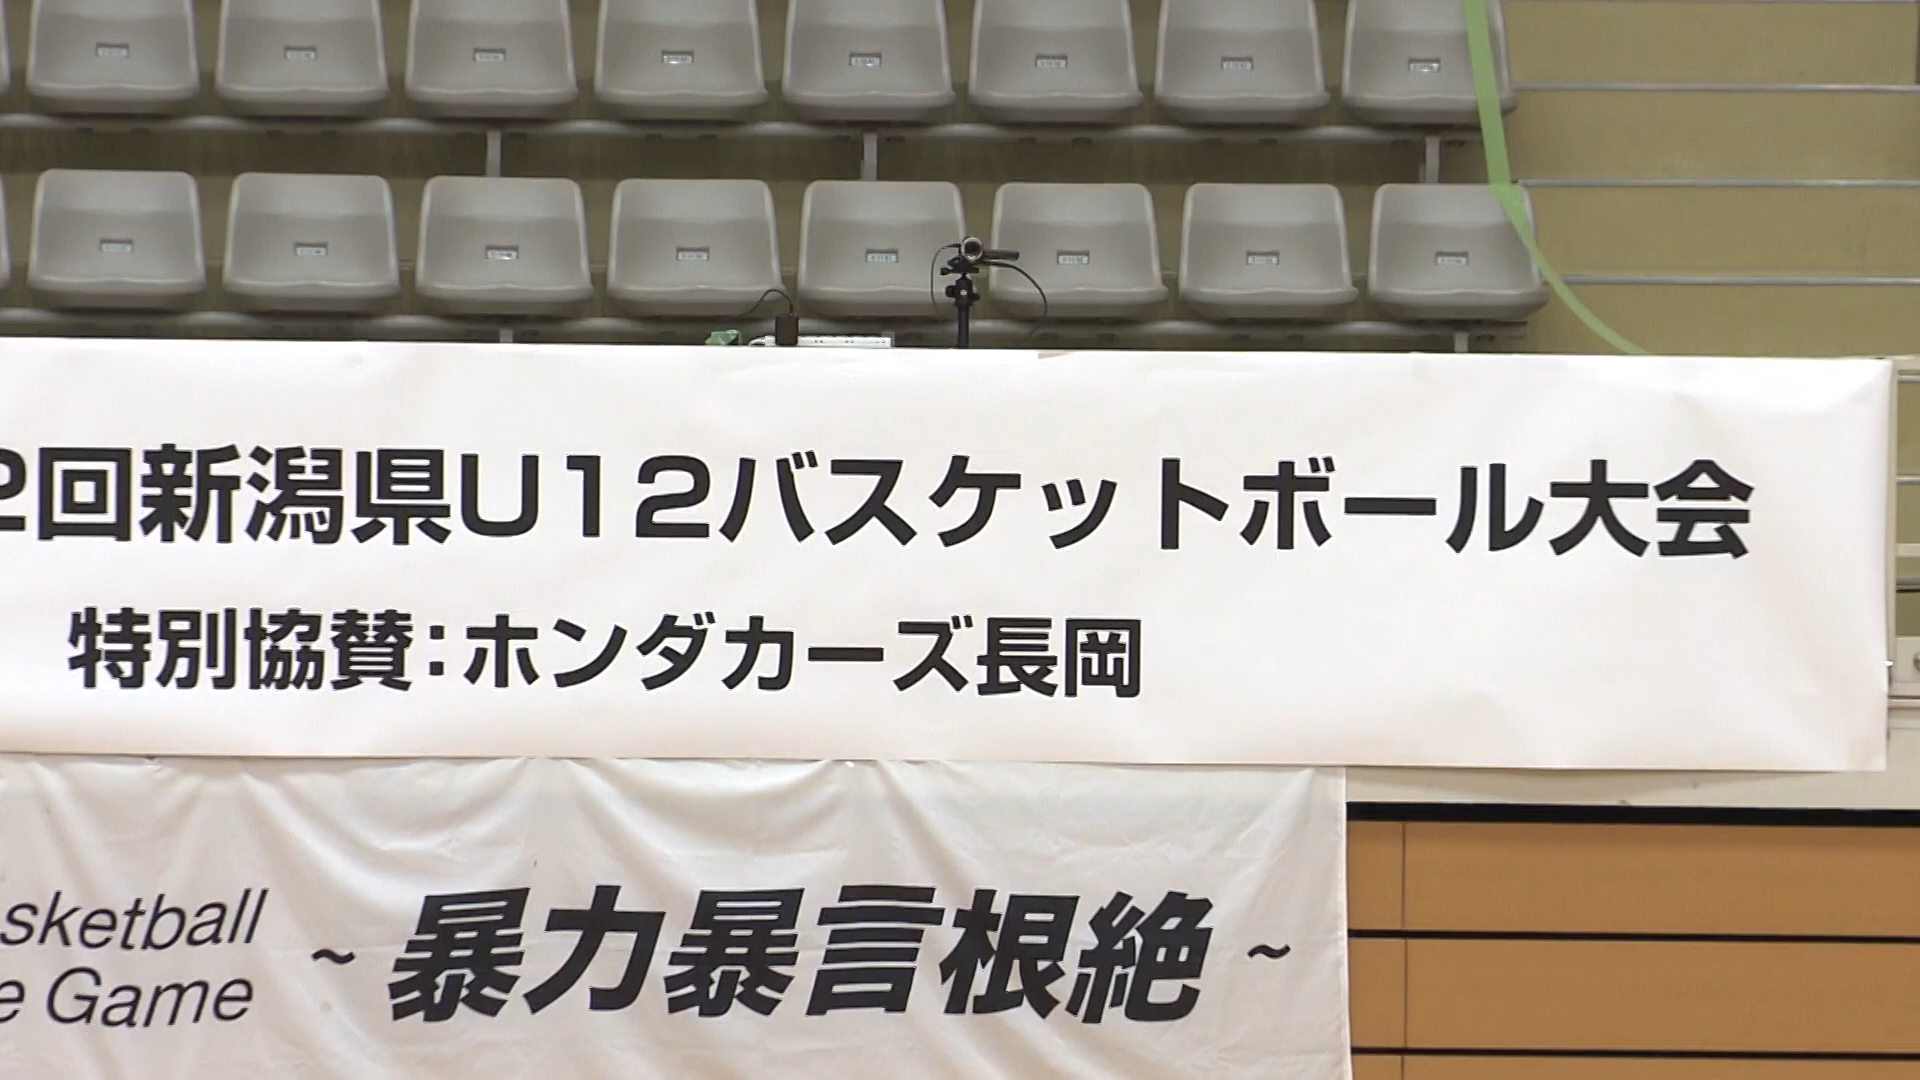 2回新潟県U12バスケットボール大会
特別協賛:ホンダカーズ長岡
sketball
e Game
~暴力暴言根絶~